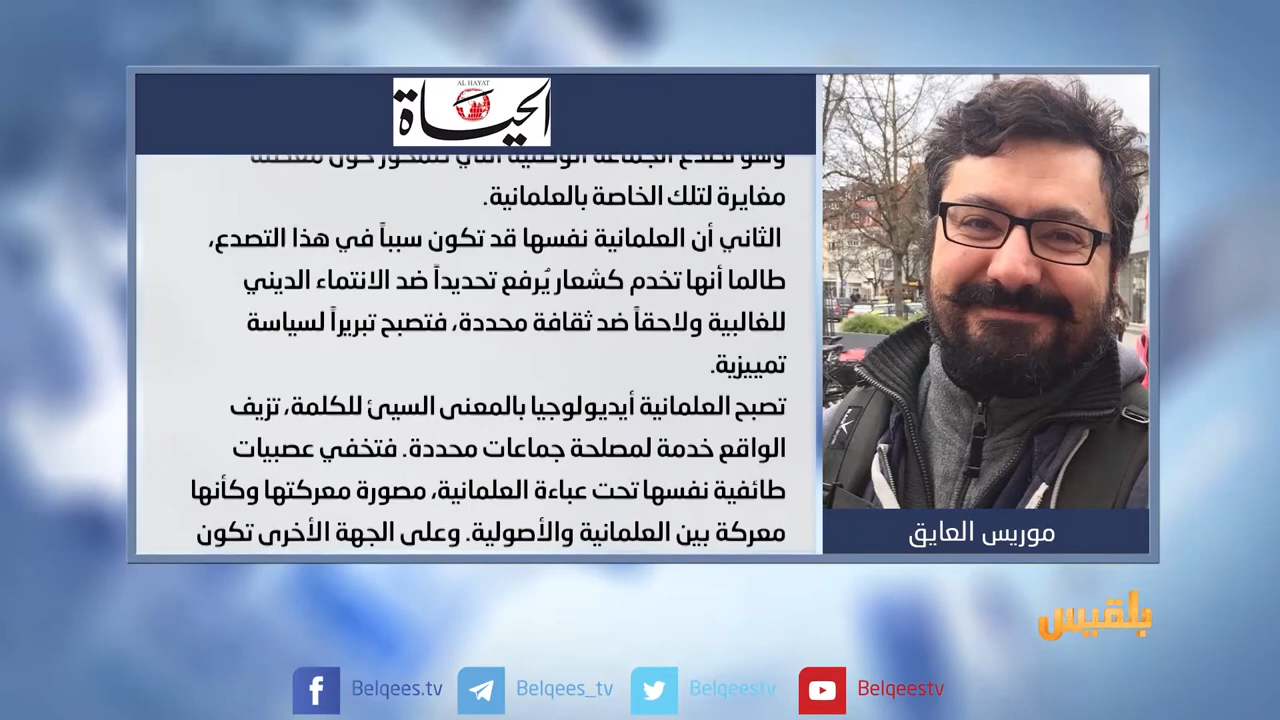 AL HAYAT
الحياة
مغايرة لتلك الخاصة بالعلمانية.
الثاني أن العلمانية نفسها قد تكون سبباً في هذا التصدع،
طالما أنها تخدم كشعار يُرفع تحديداً ضد الانتماء الديني
للغالبية ولاحقاً ضد ثقافة محددة، فتصبح تبريراً لسياسة
تمييزية.
تصبح العلمانية أيديولوجيا بالمعنى السيئ للكلمة، تزيف
الواقع خدمة لمصلحة جماعات محددة. فتخفي عصبيات
طائفية نفسها تحت عباءة العلمانية، مصورة معركتها وكأنها
معركة بين العلمانية والأصولية. وعلى الجهة الأخرى تكون
موريس العايق
بلقيس
Belqees.tv
Belqees_tv
Belqeestv
Belqeestv